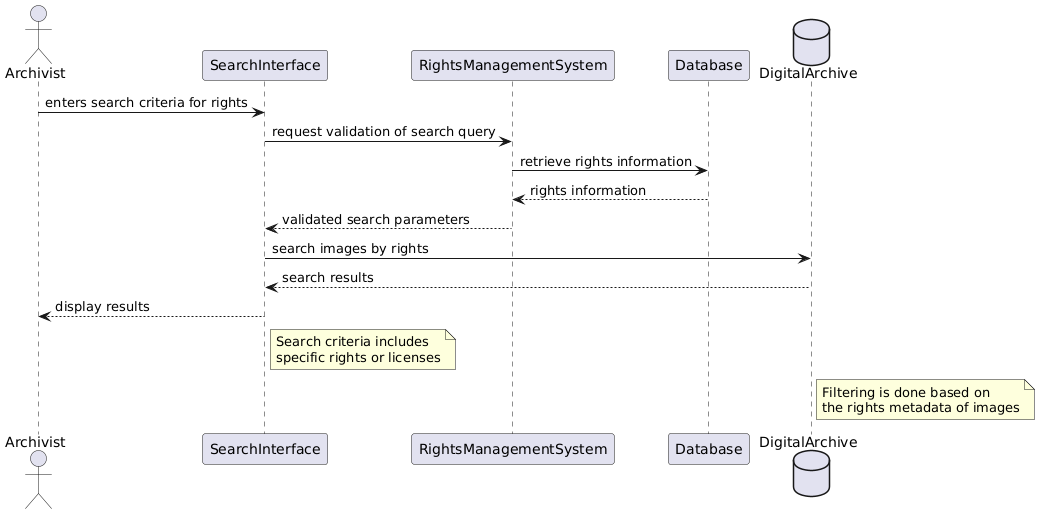 Archivist
SearchInterface
RightsManagementSystem
Database
DigitalArchive
enters search criteria for rights
request validation of search query
retrieve rights information
rights information
validated search parameters
search images by rights
search results
display results
Search criteria includes
specific rights or licenses
Filtering is done based on
the rights metadata of images
Archivist
SearchInterface
RightsManagementSystem
Database
DigitalArchive